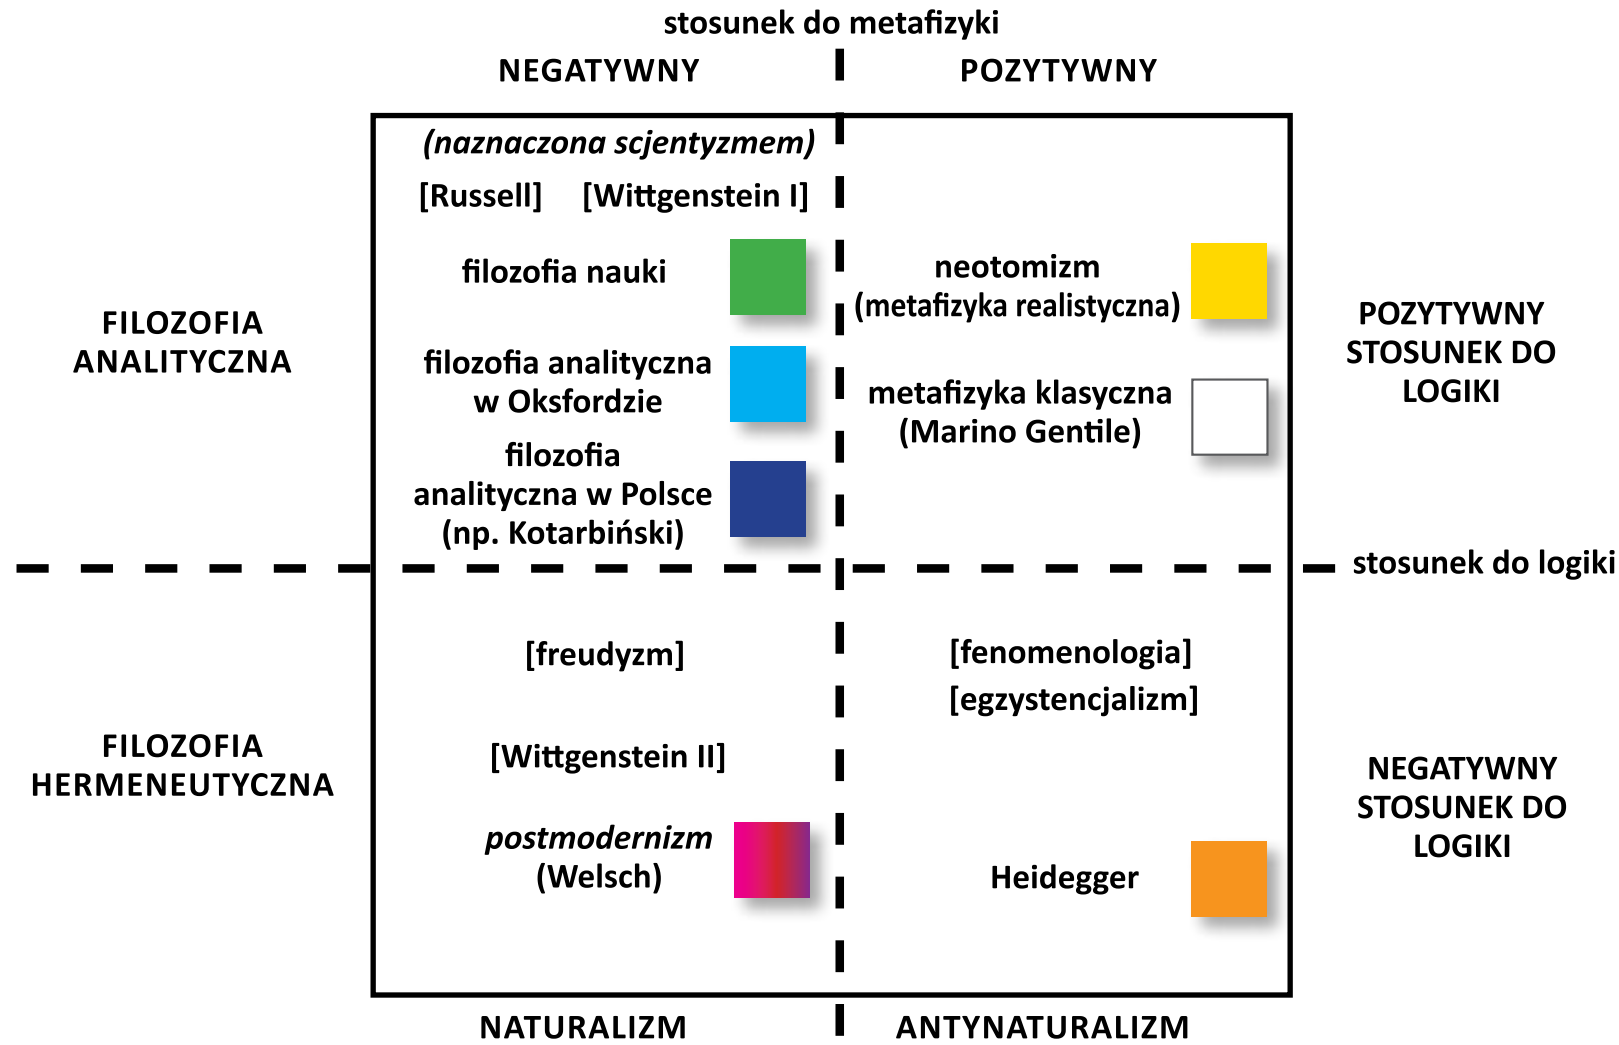 stosunek do metafizyki
NEGATYWNY
POZYTYWNY
(naznaczona scjentyzmem)
[Russell]
[Wittgenstein I]
filozofia nauki
neotomizm
(metafizyka realistyczna)
FILOZOFIA
ANALITYCZNA
POZYTYWNY
STOSUNEK DO
LOGIKI
filozofia analityczna
w Oksfordzie
metafizyka klasyczna
(Marino Gentile)
filozofia
analityczna w Polsce
(np. Kotarbiński)
stosunek do logiki
[freudyzm]
[fenomenologia]
[egzystencjalizm]
FILOZOFIA
HERMENEUTYCZNA
[Wittgenstein II]
NEGATYWNY
STOSUNEK DO
LOGIKI
postmodernizm
(Welsch)
Heidegger
NATURALIZM
ANTYNATURALIZM